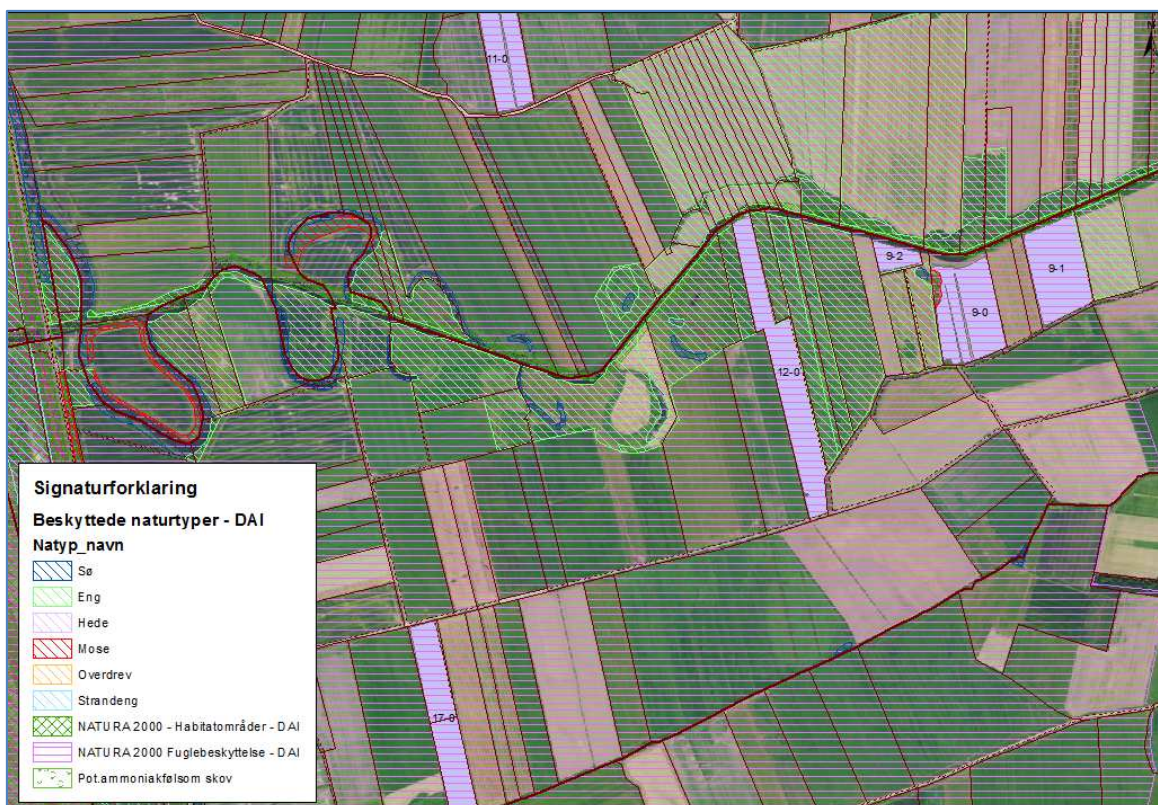 N
11-0
9-2
9-1
9-0
12-0
17-0
Signaturforklaring
Beskyttede naturtyper - DAI
Natyp_navn
Sø
Eng
Hede
Mose
Overdrev
Strandeng
NATURA 2000 - Habitatområder - DAI
NATURA 2000 Fuglebeskyttelse - DAI
Pot.ammoniakfølsom skov